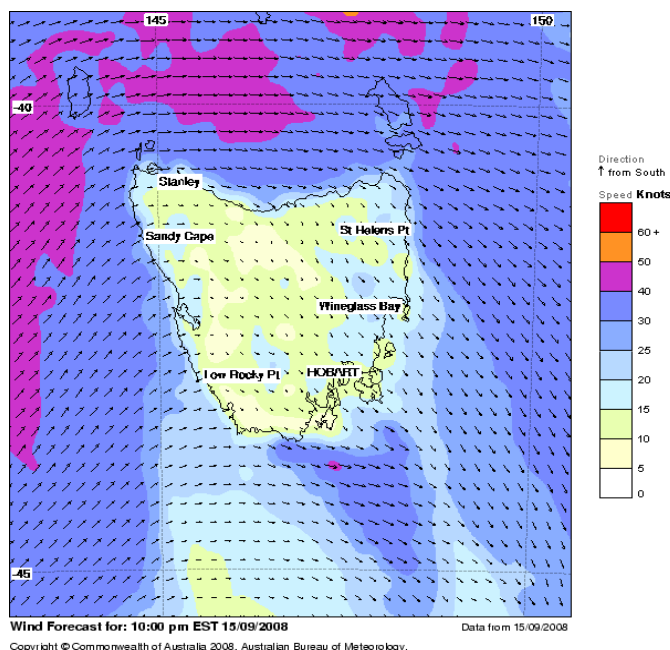 145 150
-40
Direction
↑ from South
Speed Knots
Stanley
Sandy Cape
St Helens Pt
60+
50
40
Wineglass Bay
30
25
20
Low Rocky Pt HOBART
15
10
5
0
-45
Wind Forecast for: 10:00 pm EST 15/09/2008 Data from 15/09/2008
Copyright © Commonwealth of Australia 2008, Australian Bureau of Meteorology.